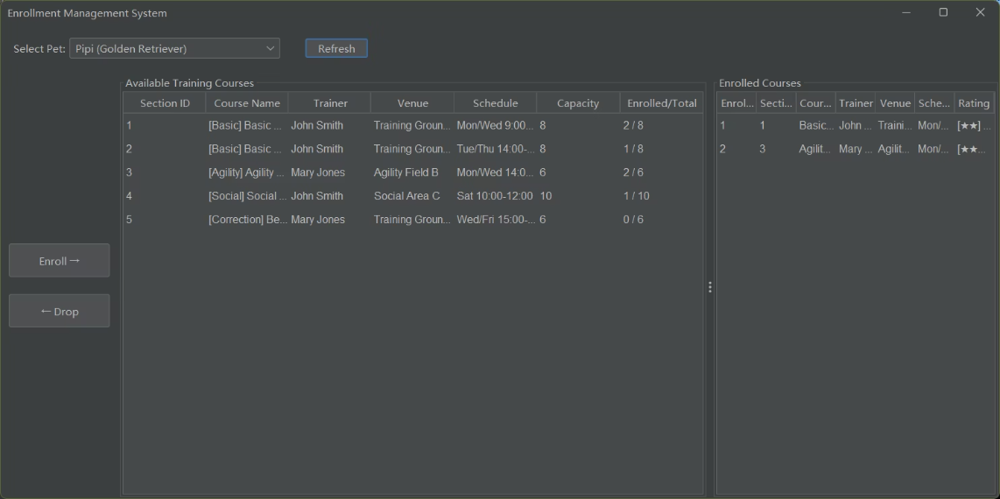 Enrollment Management System
Select Pet: Pipi (Golden Retriever) Refresh
Available Training Courses
Section ID Course Name Trainer Venue Schedule Capacity Enrolled/Total
1 [Basic] Basic ... John Smith Training Groun... Mon/Wed 9:00... 8 2 / 8
2 [Basic] Basic ... John Smith Training Groun... Tue/Thu 14:00-... 8 1 / 8
3 [Agility] Agility ... Mary Jones Agility Field B Mon/Wed 14:0... 6 2 / 6
4 [Social] Social ... John Smith Social Area C Sat 10:00-12:00 10 1 / 10
5 [Correction] Be... Mary Jones Training Groun... Wed/Fri 15:00-... 6 0 / 6
Enrolled Courses
Enrol... Secti... Cour... Trainer Venue Sche... Rating
1 1 Basic... John ... Traini... Mon/... [★★] ...
2 3 Agilit... Mary ... Agilit... Mon/... [★★...
Enroll →
← Drop